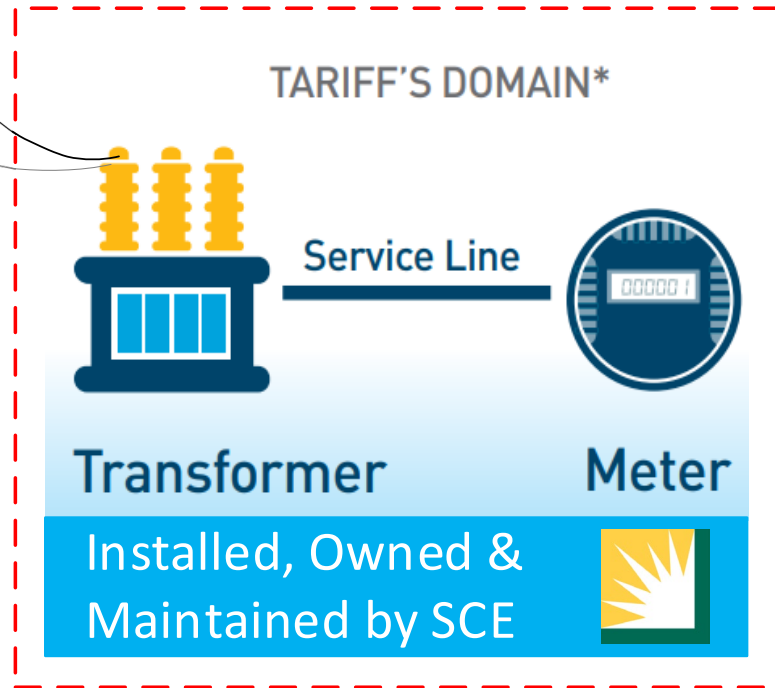 TARIFF'S DOMAIN*
Service Line
000001
Transformer
Meter
Installed, Owned &
Maintained by SCE